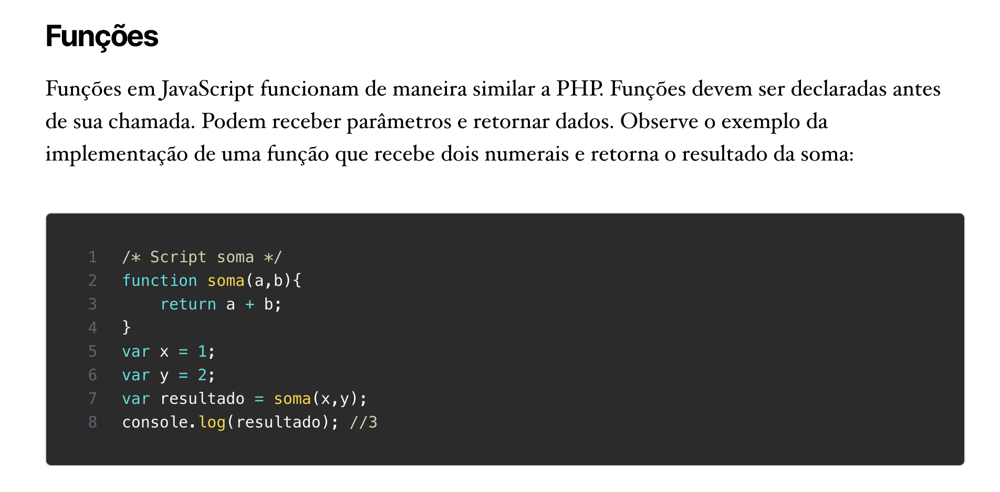 Funções
Funções em JavaScript funcionam de maneira similar a PHP. Funções devem ser declaradas antes
de sua chamada. Podem receber parâmetros e retornar dados. Observe o exemplo da
implementação de uma função que recebe dois numerais e retorna o resultado da soma:
1 /* Script soma */
2 function soma(a,b){
3     return a + b;
4 }
5 var x = 1;
6 var y = 2;
7 var resultado = soma(x,y);
8 console.log(resultado); //3